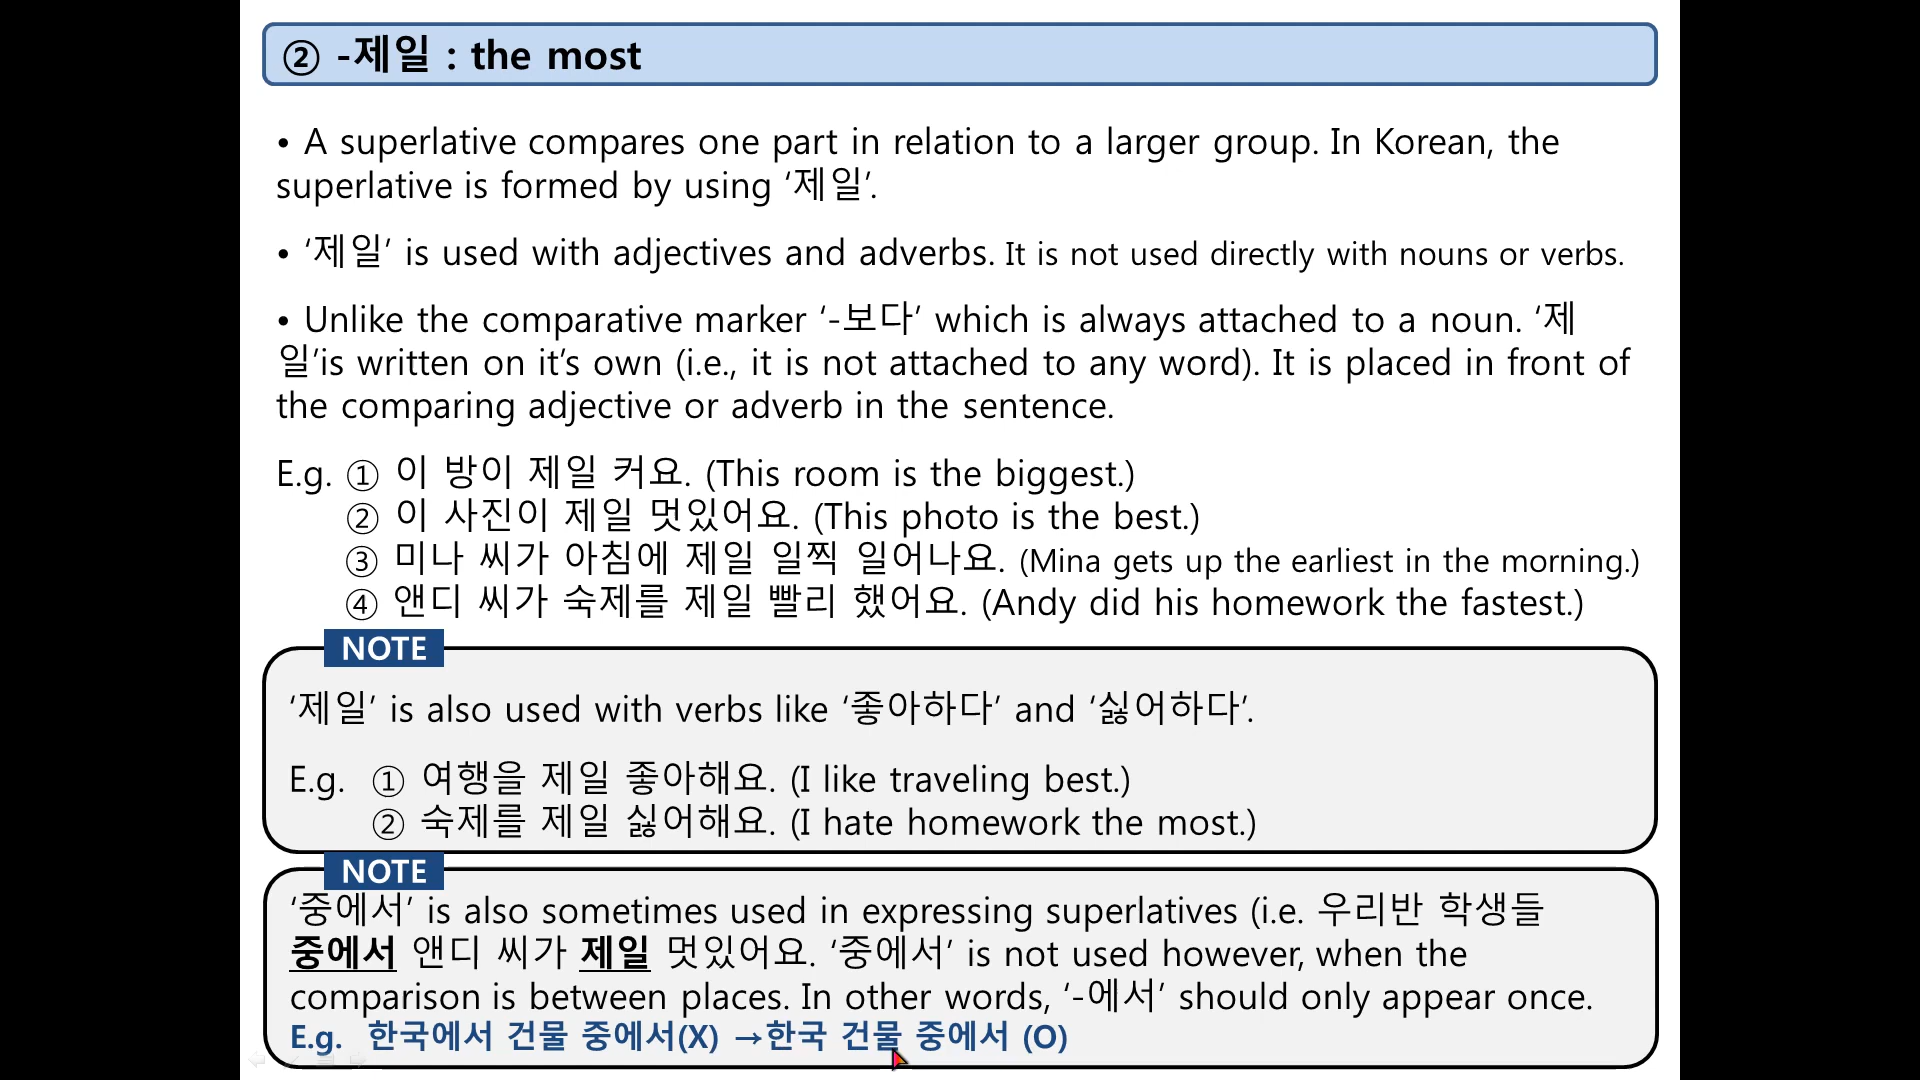 ② -제일 : the most
• A superlative compares one part in relation to a larger group. In Korean, the
superlative is formed by using ‘제일’.
• ‘제일’ is used with adjectives and adverbs. It is not used directly with nouns or verbs.
• Unlike the comparative marker ‘-보다’ which is always attached to a noun. ‘제
일’is written on it’s own (i.e., it is not attached to any word). It is placed in front of
the comparing adjective or adverb in the sentence.
E.g. ① 이 방이 제일 커요. (This room is the biggest.)
② 이 사진이 제일 멋있어요. (This photo is the best.)
③ 미나 씨가 아침에 제일 일찍 일어나요. (Mina gets up the earliest in the morning.)
④ 앤디 씨가 숙제를 제일 빨리 했어요. (Andy did his homework the fastest.)
NOTE
‘제일’ is also used with verbs like ‘좋아하다’ and ‘싫어하다’.
E.g. ① 여행을 제일 좋아해요. (I like traveling best.)
② 숙제를 제일 싫어해요. (I hate homework the most.)
NOTE
‘중에서’ is also sometimes used in expressing superlatives (i.e. 우리반 학생들
중에서 앤디 씨가 제일 멋있어요. ‘중에서’ is not used however, when the
comparison is between places. In other words, ‘-에서’ should only appear once.
E.g. 한국에서 건물 중에서(X) →한국 건물 중에서 (O)